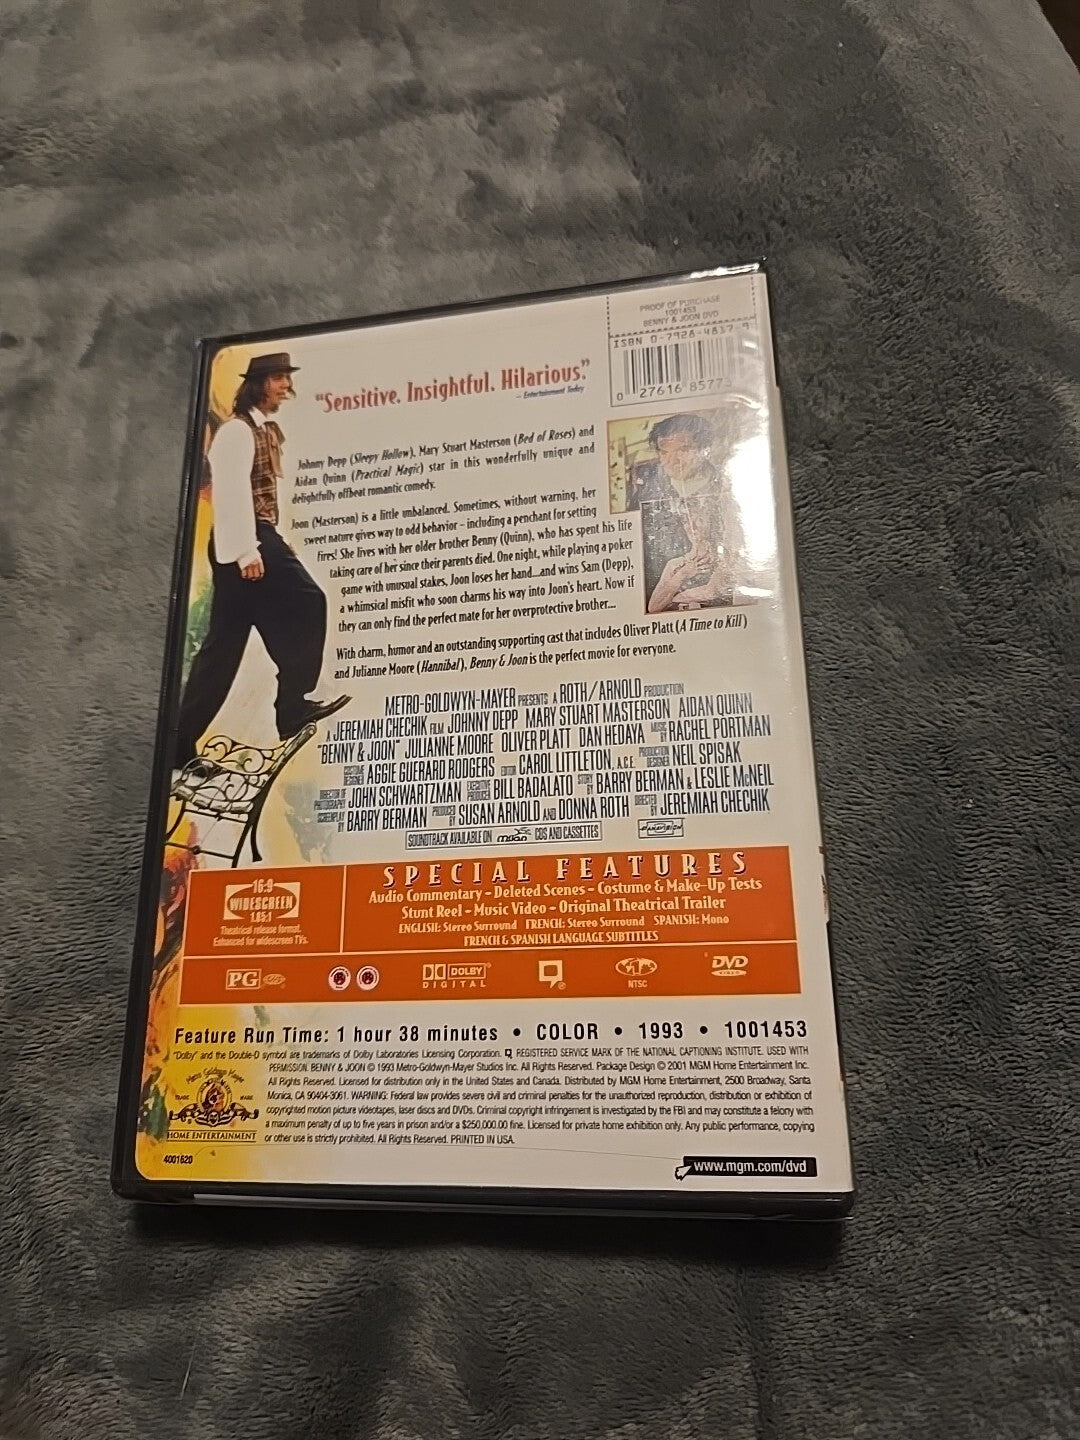 PROOF OF PURCHASE
1001453
BENNY & JOON DVD
ISBN 0-7928-4837-9
0 27616 85773
"Sensitive. Insightful. Hilarious."
– Entertainment Today
Johnny Depp (Sleepy Hollow), Mary Stuart Masterson (Bed of Roses) and
Aidan Quinn (Practical Magic) star in this wonderfully unique and
delightfully offbeat romantic comedy.
Joon (Masterson) is a little unbalanced. Sometimes, without warning, her
sweet nature gives way to odd behavior – including a penchant for setting
fires! She lives with her older brother Benny (Quinn), who has spent his life
taking care of her since their parents died. One night, while playing a poker
game with unusual stakes, Joon loses her hand...and wins Sam (Depp),
a whimsical misfit who soon charms his way into Joon's heart. Now if
they can only find the perfect mate for her overprotective brother...
With charm, humor and an outstanding supporting cast that includes Oliver Platt (A Time to Kill)
and Julianne Moore (Hannibal), Benny & Joon is the perfect movie for everyone.
METRO-GOLDWYN-MAYER PRESENTS A ROTH/ARNOLD PRODUCTION
A JEREMIAH CHECHIK FILM JOHNNY DEPP MARY STUART MASTERSON AIDAN QUINN
"BENNY & JOON" JULIANNE MOORE OLIVER PLATT DAN HEDAYA MUSIC BY RACHEL PORTMAN
COSTUME DESIGNER AGGIE GUERARD RODGERS EDITOR CAROL LITTLETON, A.C.E. PRODUCTION DESIGNER NEIL SPISAK
DIRECTOR OF PHOTOGRAPHY JOHN SCHWARTZMAN EXECUTIVE PRODUCER BILL BADALATO STORY BY BARRY BERMAN & LESLIE McNEIL
SCREENPLAY BY BARRY BERMAN PRODUCED BY SUSAN ARNOLD AND DONNA ROTH DIRECTED BY JEREMIAH CHECHIK
SOUNDTRACK AVAILABLE ON milan CDS AND CASSETTES
PANAVISION
SPECIAL FEATURES
Audio Commentary – Deleted Scenes – Costume & Make-Up Tests
Stunt Reel – Music Video – Original Theatrical Trailer
ENGLISH: Stereo Surround FRENCH: Stereo Surround SPANISH: Mono
FRENCH & SPANISH LANGUAGE SUBTITLES
16:9
WIDESCREEN
1.85:1
Theatrical release format.
Enhanced for widescreen TVs.
PG
DOLBY
DIGITAL
NTSC
DVD
VIDEO
Feature Run Time: 1 hour 38 minutes • COLOR • 1993 • 1001453
"Dolby" and the Double-D symbol are trademarks of Dolby Laboratories Licensing Corporation. REGISTERED SERVICE MARK OF THE NATIONAL CAPTIONING INSTITUTE. USED WITH
PERMISSION. BENNY & JOON © 1993 Metro-Goldwyn-Mayer Studios Inc. All Rights Reserved. Package Design © 2001 MGM Home Entertainment Inc.
All Rights Reserved. Licensed for distribution only in the United States and Canada. Distributed by MGM Home Entertainment, 2500 Broadway, Santa
Monica, CA 90404-3061. WARNING: Federal law provides severe civil and criminal penalties for the unauthorized reproduction, distribution or exhibition of
copyrighted motion picture videotapes, laser discs and DVDs. Criminal copyright infringement is investigated by the FBI and may constitute a felony with
a maximum penalty of up to five years in prison and/or a $250,000.00 fine. Licensed for private home exhibition only. Any public performance, copying
or other use is strictly prohibited. All Rights Reserved. PRINTED IN USA.
Metro Goldwyn Mayer
TRADE MARK
HOME ENTERTAINMENT
4001620
www.mgm.com/dvd